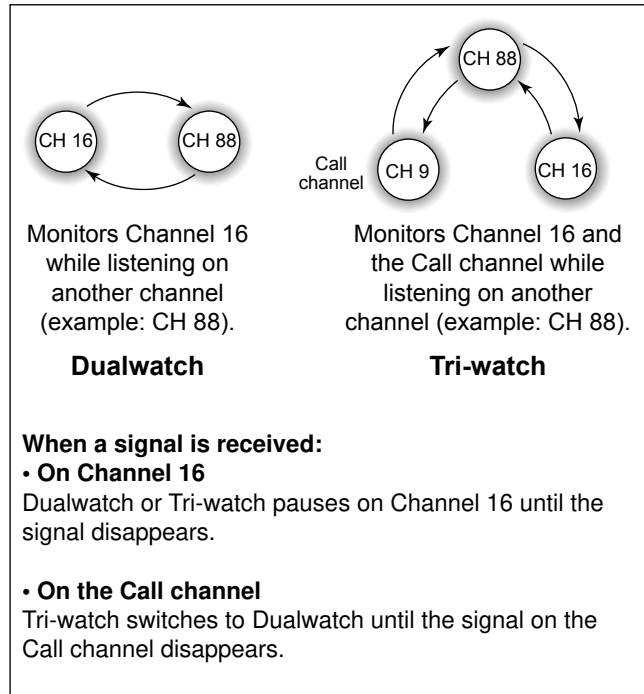 CH 16
CH 88
Monitors Channel 16
while listening on
another channel
(example: CH 88).
Dualwatch
CH 88
Call
channel
CH 9
CH 16
Monitors Channel 16 and
the Call channel while
listening on another
channel (example: CH 88).
Tri-watch
When a signal is received:
• On Channel 16
Dualwatch or Tri-watch pauses on Channel 16 until the
signal disappears.
• On the Call channel
Tri-watch switches to Dualwatch until the signal on the
Call channel disappears.